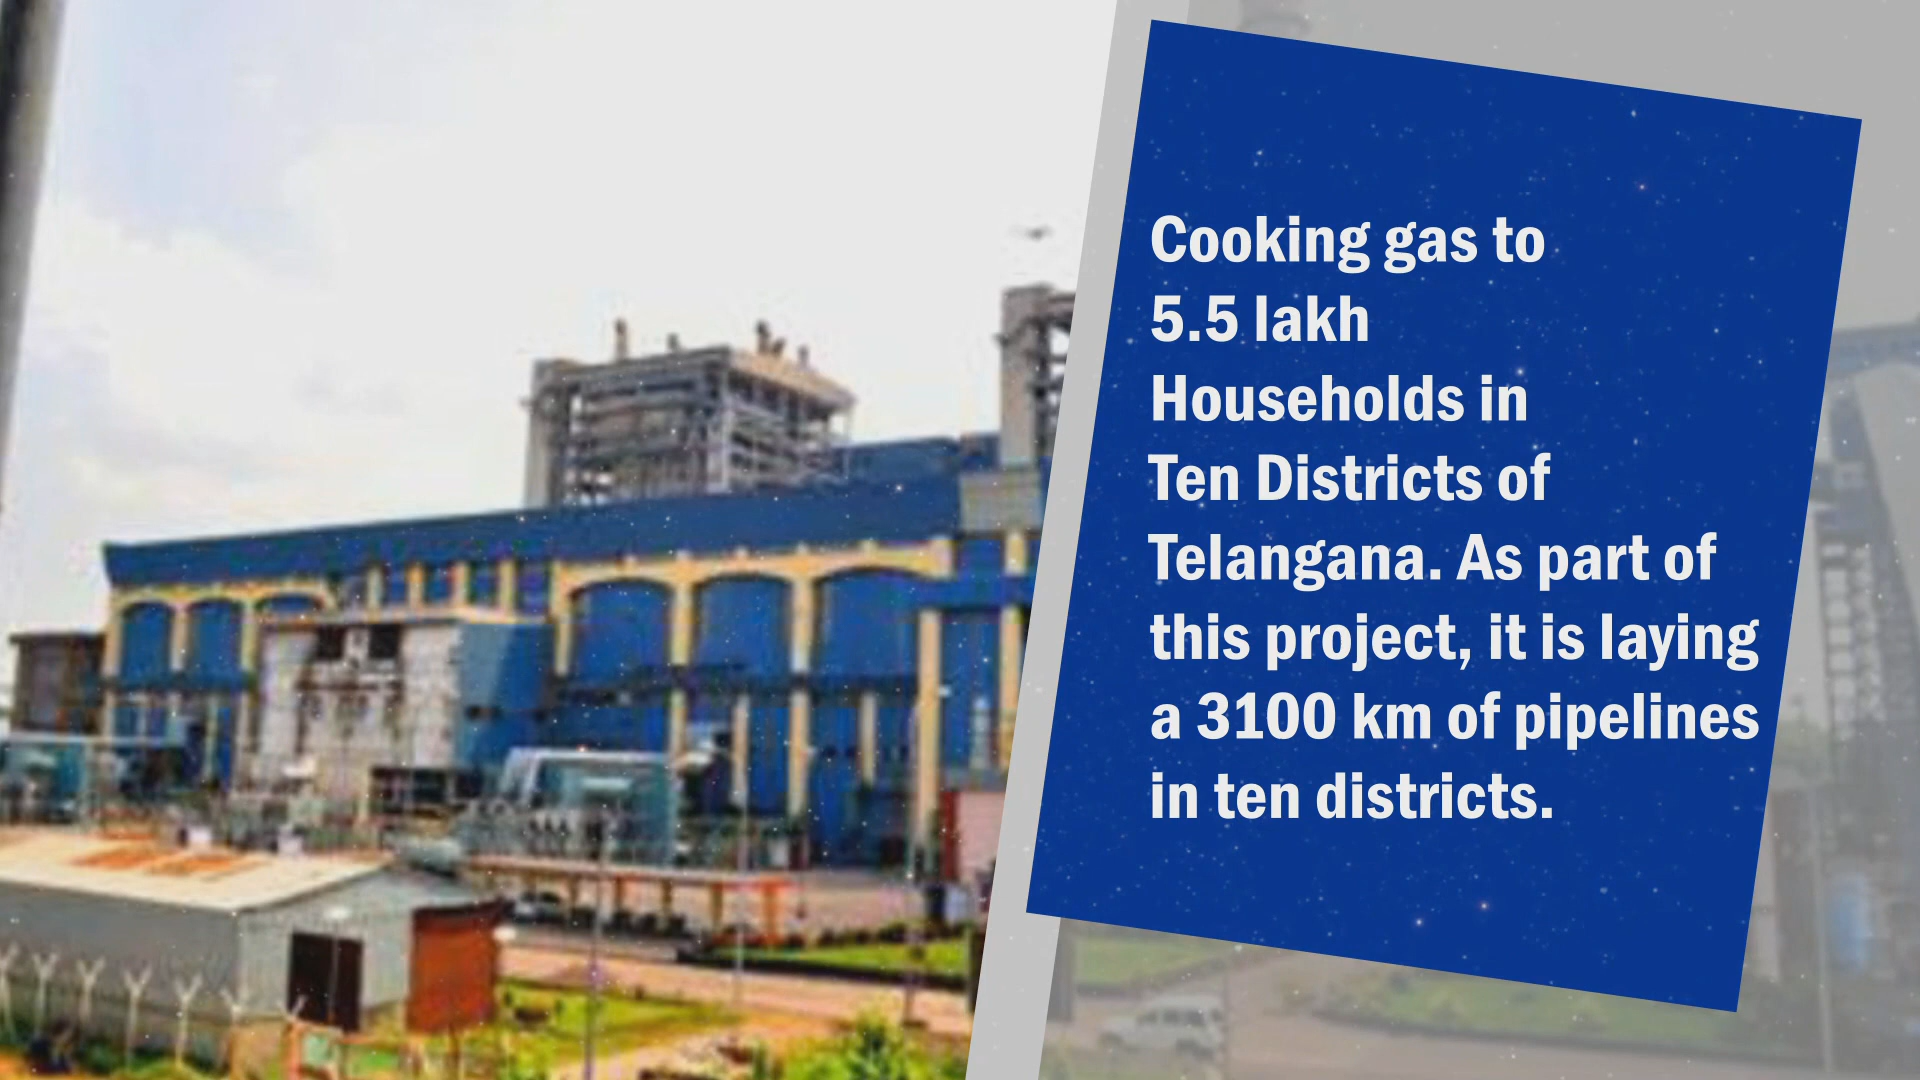 Cooking gas to
5.5 lakh
Households in
Ten Districts of
Telangana. As part of
this project, it is laying
a 3100 km of pipelines
in ten districts.